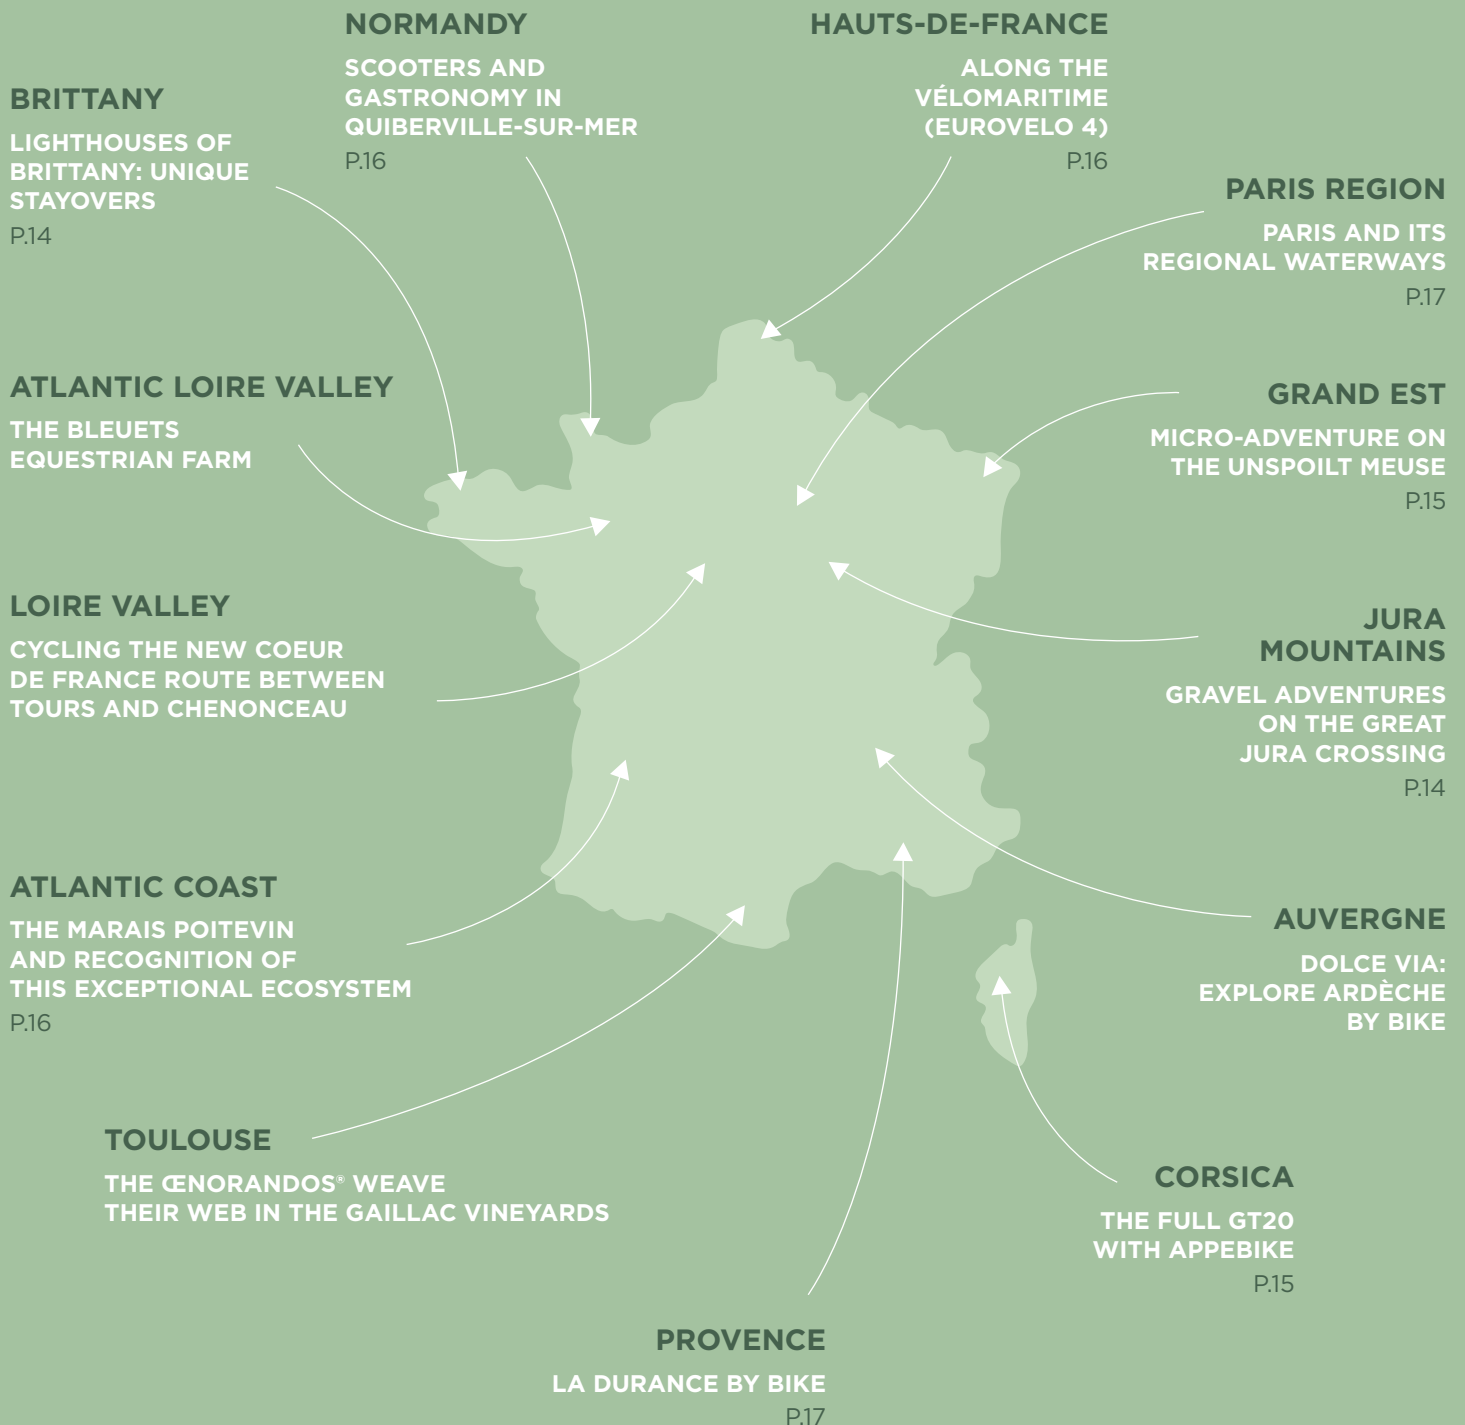 NORMANDY
SCOOTERS AND
GASTRONOMY IN
QUIBERVILLE-SUR-MER
P.16
HAUTS-DE-FRANCE
ALONG THE
VÉLOMARITIME
(EUROVELO 4)
P.16
BRITTANY
LIGHTHOUSES OF
BRITTANY: UNIQUE
STAYOVERS
P.14
PARIS REGION
PARIS AND ITS
REGIONAL WATERWAYS
P.17
ATLANTIC LOIRE VALLEY
THE BLEUETS
EQUESTRIAN FARM
GRAND EST
MICRO-ADVENTURE ON
THE UNSPOILT MEUSE
P.15
LOIRE VALLEY
CYCLING THE NEW COEUR
DE FRANCE ROUTE BETWEEN
TOURS AND CHENONCEAU
JURA
MOUNTAINS
GRAVEL ADVENTURES
ON THE GREAT
JURA CROSSING
P.14
ATLANTIC COAST
THE MARAIS POITEVIN
AND RECOGNITION OF
THIS EXCEPTIONAL ECOSYSTEM
P.16
AUVERGNE
DOLCE VIA:
EXPLORE ARDÈCHE
BY BIKE
TOULOUSE
THE ŒNORANDOS® WEAVE
THEIR WEB IN THE GAILLAC VINEYARDS
CORSICA
THE FULL GT20
WITH APPEBIKE
P.15
PROVENCE
LA DURANCE BY BIKE
P.17